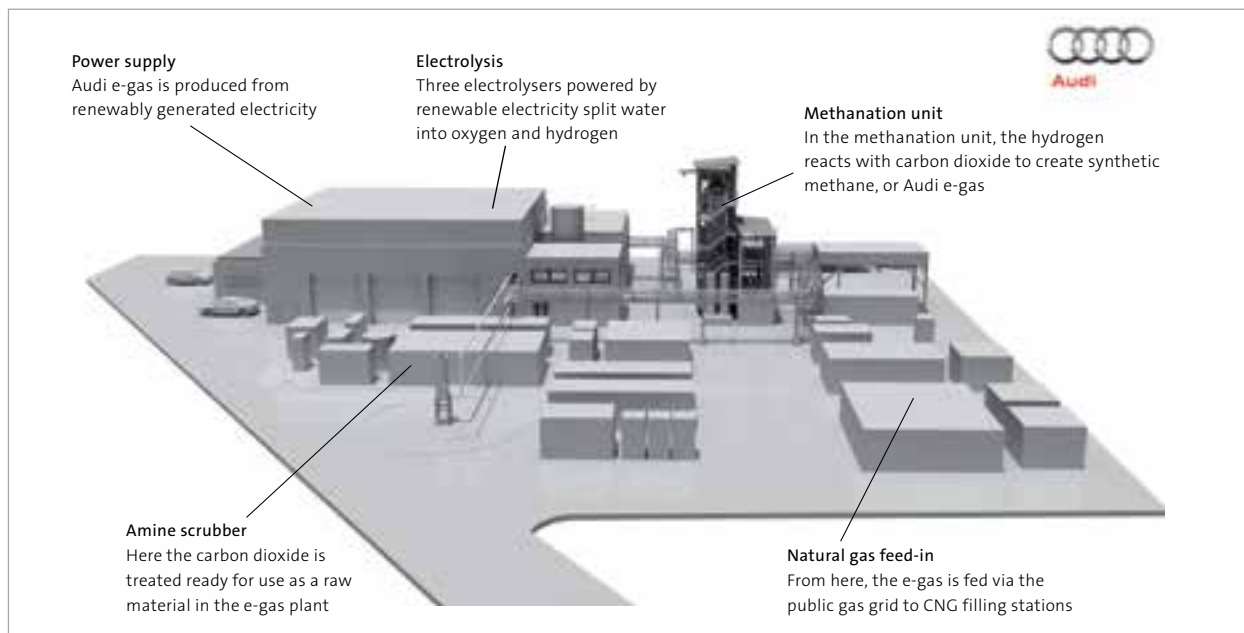 Power supply
Audi e-gas is produced from
renewably generated electricity
Electrolysis
Three electrolysers powered by
renewable electricity split water
into oxygen and hydrogen
Audi
Methanation unit
In the methanation unit, the hydrogen
reacts with carbon dioxide to create synthetic
methane, or Audi e-gas
Amine scrubber
Here the carbon dioxide is
treated ready for use as a raw
material in the e-gas plant
Natural gas feed-in
From here, the e-gas is fed via the
public gas grid to CNG filling stations